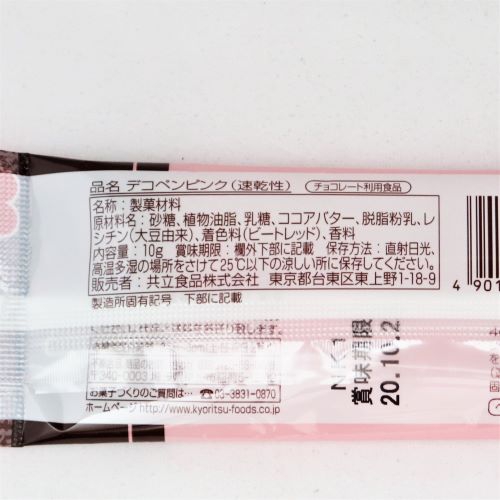 品名 デコペンピンク(速乾性) チョコレート利用食品
名称：製菓材料
原材料名：砂糖、植物油脂、乳糖、ココアバター、脱脂粉乳、レ
シチン(大豆由来)、着色料(ビートレッド)、香料
内容量：10g 賞味期限：欄外下部に記載 保存方法：直射日光、
高温多湿の場所をさけて25℃以下の涼しい所に保存してください。
販売者：共立食品株式会社 東京都台東区東上野1-18-9
製造所固有記号 下部に記載
4 901
NK1
賞味期限
20.10.2
〒340-0003
お菓子づくりのご質問は… ☎03-3831-0870
ホームページ http://www.kyoritsu-foods.co.jp